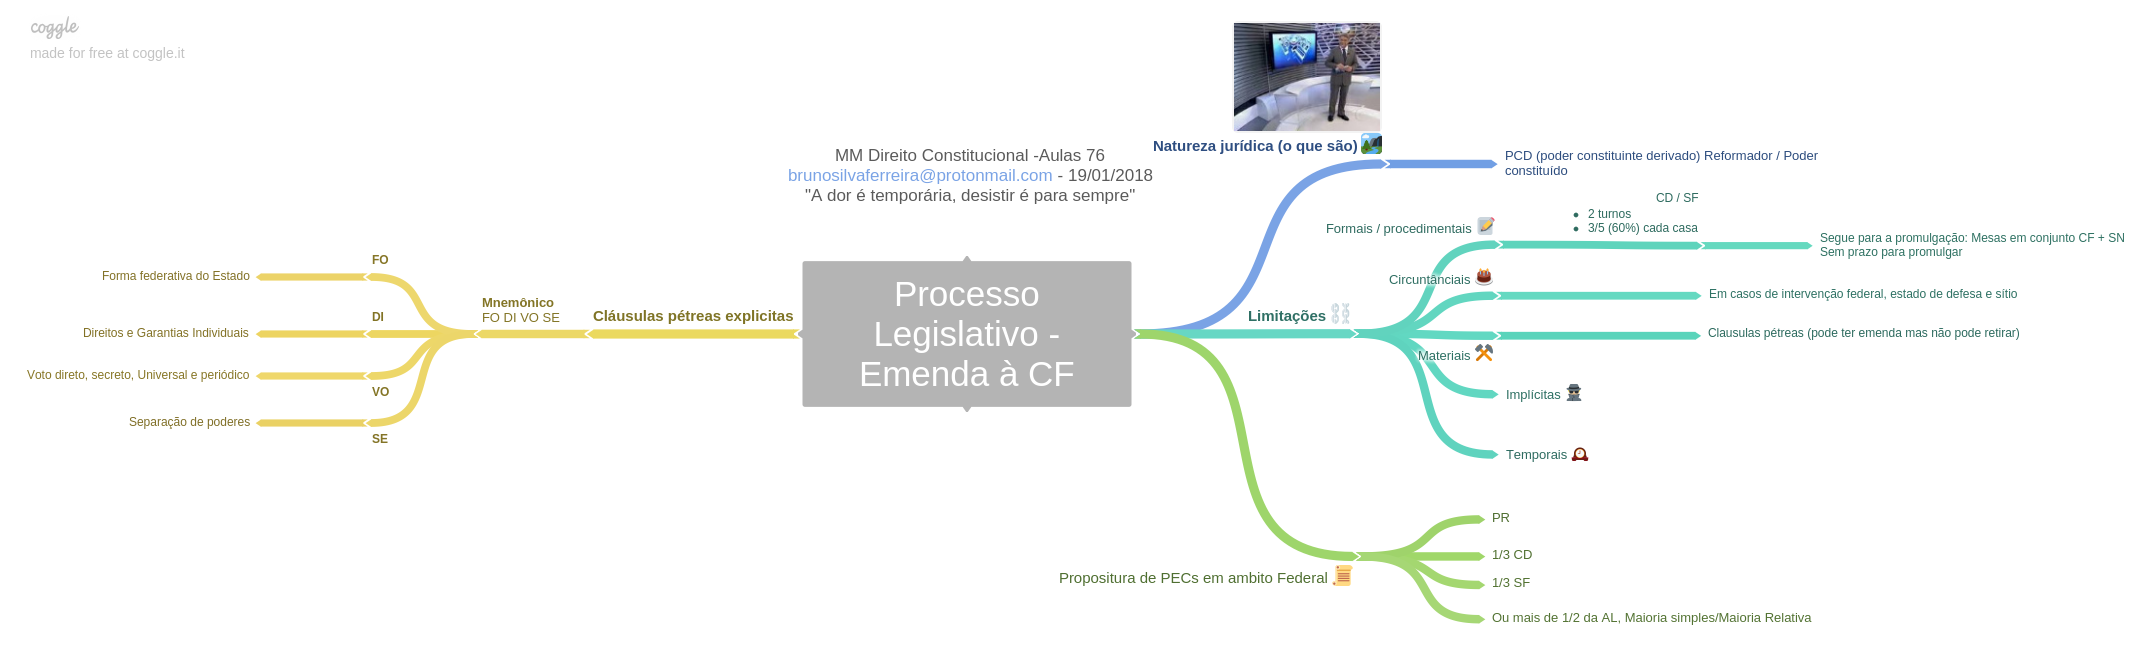 coggle
made for free at coggle.it
MM Direito Constitucional -Aulas 76
brunosilvaferreira@protonmail.com - 19/01/2018
"A dor é temporária, desistir é para sempre"
Processo
Legislativo -
Emenda à CF
Natureza jurídica (o que são)
PCD (poder constituinte derivado) Reformador / Poder
constituído
Limitações
Formais / procedimentais
CD / SF
2 turnos
3/5 (60%) cada casa
Segue para a promulgação: Mesas em conjunto CF + SN
Sem prazo para promulgar
Circuntânciais
Em casos de intervenção federal, estado de defesa e sítio
Materiais
Clausulas pétreas (pode ter emenda mas não pode retirar)
Implícitas
Temporais
Propositura de PECs em ambito Federal
PR
1/3 CD
1/3 SF
Ou mais de 1/2 da AL, Maioria simples/Maioria Relativa
Cláusulas pétreas explicitas
Mnemônico
FO DI VO SE
FO
Forma federativa do Estado
DI
Direitos e Garantias Individuais
VO
Voto direto, secreto, Universal e periódico
SE
Separação de poderes